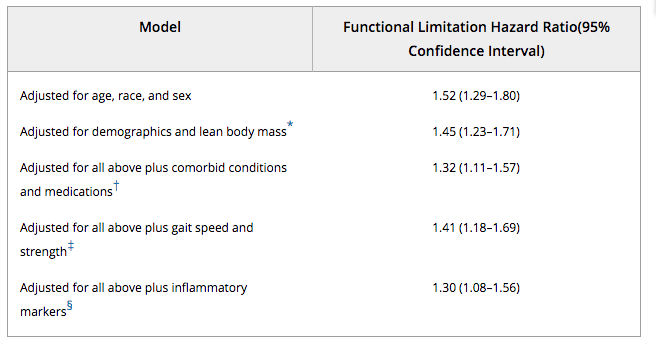 Model Functional Limitation Hazard Ratio(95%
Confidence Interval)
Adjusted for age, race, and sex 1.52 (1.29–1.80)
Adjusted for demographics and lean body mass* 1.45 (1.23–1.71)
Adjusted for all above plus comorbid conditions 1.32 (1.11–1.57)
and medications†
Adjusted for all above plus gait speed and 1.41 (1.18–1.69)
strength‡
Adjusted for all above plus inflammatory 1.30 (1.08–1.56)
markers§